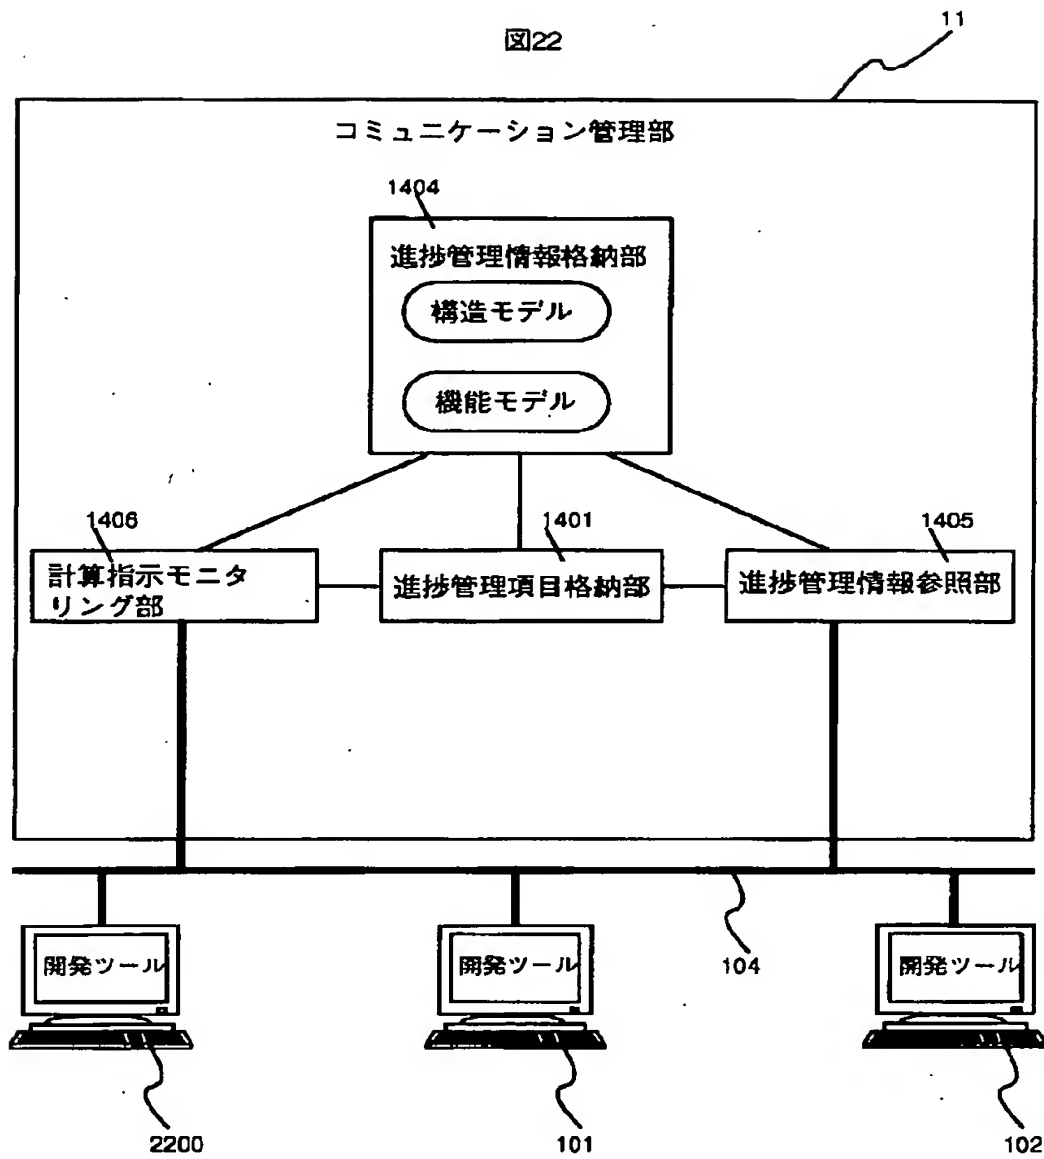 図22
11
コミュニケーション管理部
1404
進捗管理情報格納部
構造モデル
機能モデル
1406
計算指示モニタ
リング部
1401
進捗管理項目格納部
1405
進捗管理情報参照部
開発ツール
開発ツール
開発ツール
104
2200
101
102